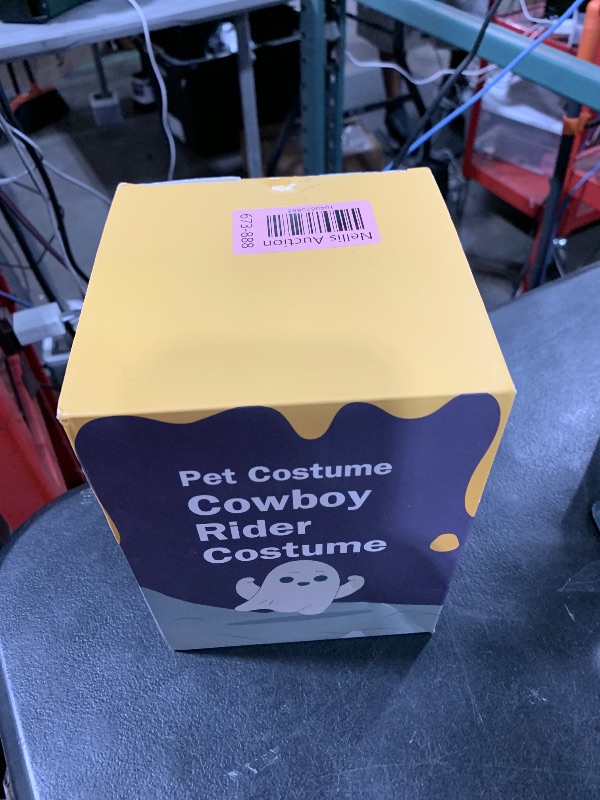 Nellis Auction
673-888
Pet Costume
Cowboy
Rider
Costume